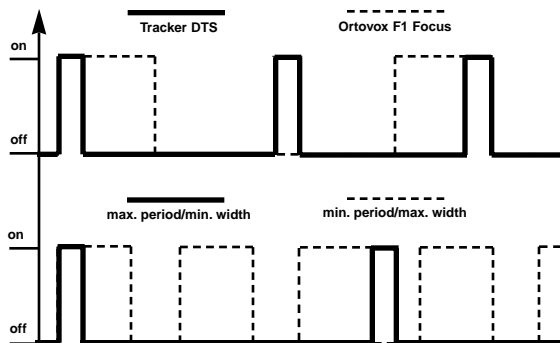 Tracker DTS Ortovox F1 Focus
on
off
max. period/min. width min. period/max. width
on
off